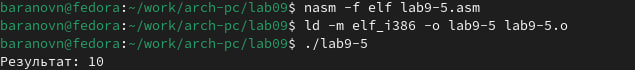 baranovn@fedora:~/work/arch-pc/lab09$ nasm -f elf lab9-5.asm
baranovn@fedora:~/work/arch-pc/lab09$ ld -m elf_i386 -o lab9-5 lab9-5.o
baranovn@fedora:~/work/arch-pc/lab09$ ./lab9-5
Результат: 10